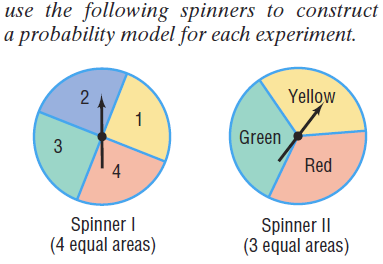 use the following spinners to construct
a probability model for each experiment.
2
1
3
4
Yellow
Green
Red
Spinner I
(4 equal areas)
Spinner II
(3 equal areas)